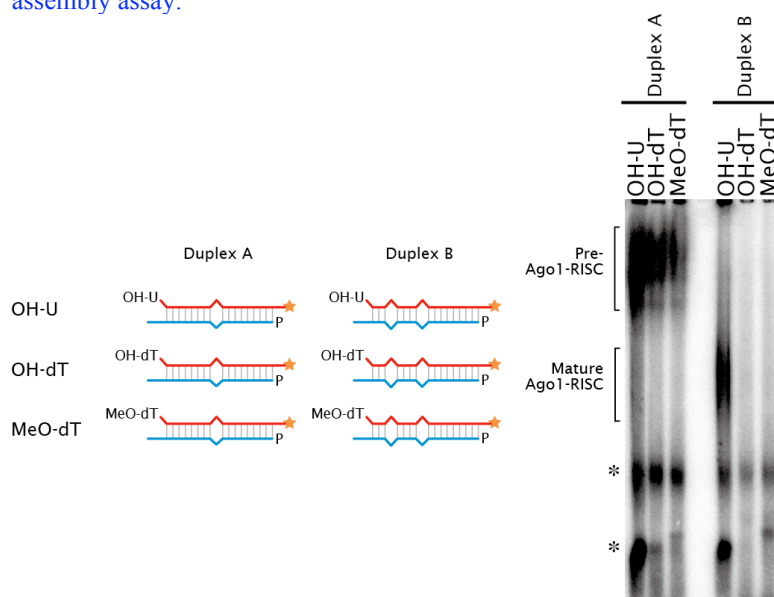 assembly assay.
Duplex A
Duplex B
OH-U
OH-dT
MeO-dT
OH-U
OH-dT
MeO-dT
Duplex A
Duplex B
OH-U
OH-U
OH-U
P
P
OH-dT
OH-dT
OH-dT
P
P
MeO-dT
MeO-dT
MeO-dT
P
P
Pre-
Ago1-RISC
Mature
Ago1-RISC
*
*